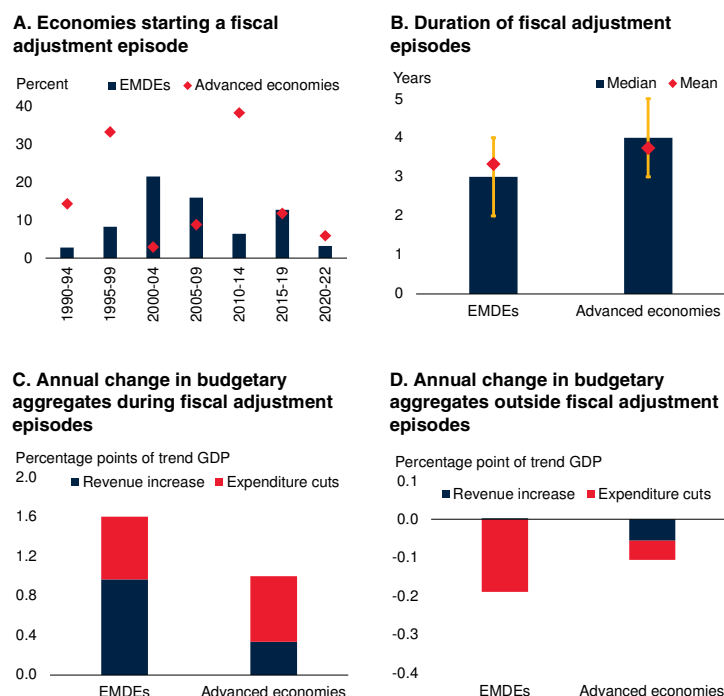 A. Economies starting a fiscal
adjustment episode
Percent
EMDEs
Advanced economies
40
30
20
10
0
1990-94
1995-99
2000-04
2005-09
2010-14
2015-19
2020-22
B. Duration of fiscal adjustment
episodes
Years
Median
Mean
5
4
3
2
1
0
EMDEs
Advanced economies
C. Annual change in budgetary
aggregates during fiscal adjustment
episodes
Percentage points of trend GDP
2.0
Revenue increase
Expenditure cuts
1.6
1.2
0.8
0.4
0.0
EMDEs
Advanced economies
D. Annual change in budgetary
aggregates outside fiscal adjustment
episodes
Percentage point of trend GDP
0.1
Revenue increase
Expenditure cuts
0.0
-0.1
-0.2
-0.3
-0.4
EMDEs
Advanced economies